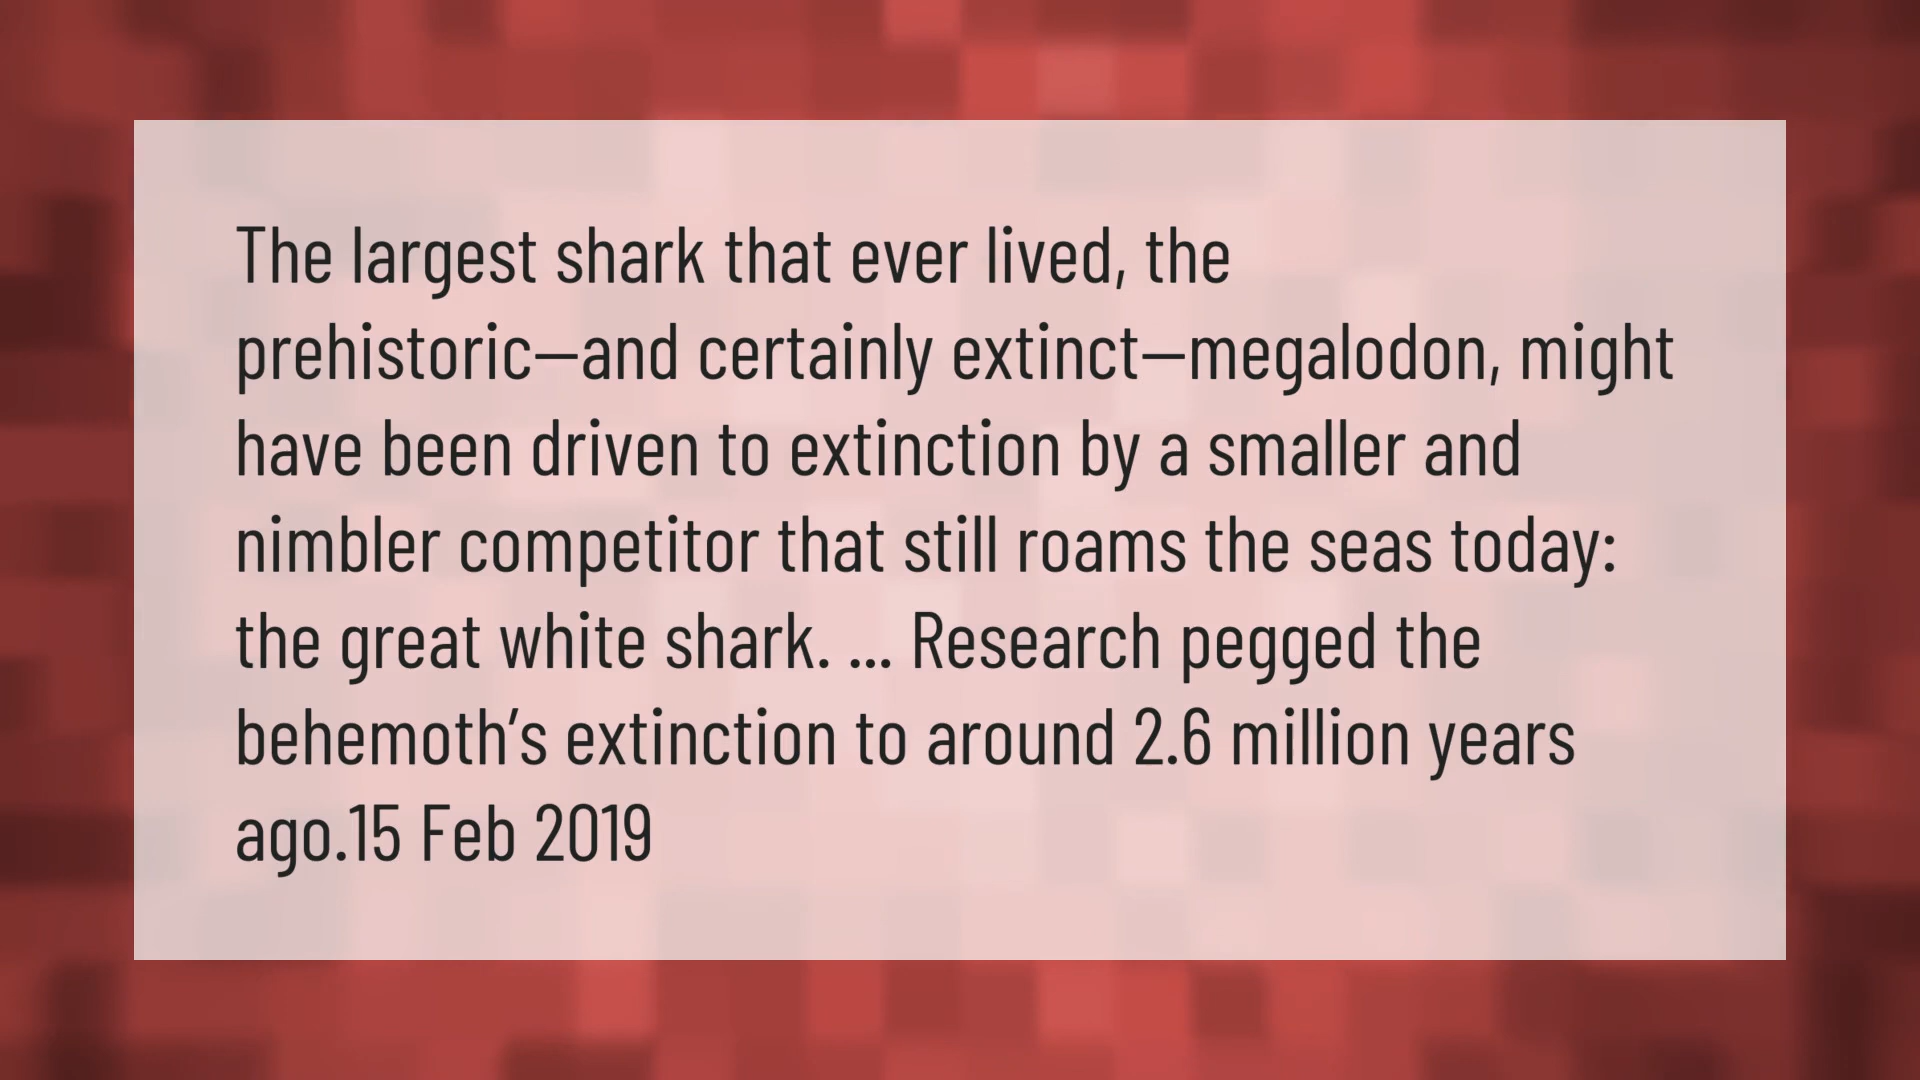 The largest shark that ever lived, the
prehistoric—and certainly extinct—megalodon, might
have been driven to extinction by a smaller and
nimbler competitor that still roams the seas today:
the great white shark. ... Research pegged the
behemoth’s extinction to around 2.6 million years
ago.15 Feb 2019